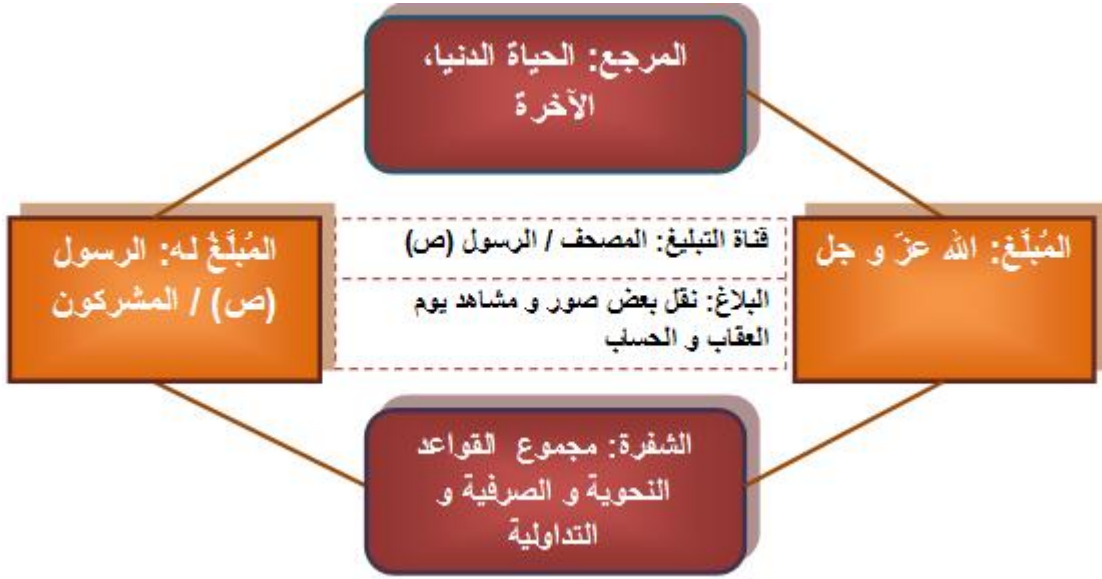 المرجع: الحياة الدنيا،
الآخرة
المُبلِّغ: الله عزّ و جل
قناة التبليغ: المصحف / الرسول (ص)
البلاغ: نقل بعض صور و مشاهد يوم
العقاب و الحساب
المُبلَّغُ له: الرسول
(ص) / المشركون
الشفرة: مجموع القواعد
النحوية و الصرفية و
التداولية